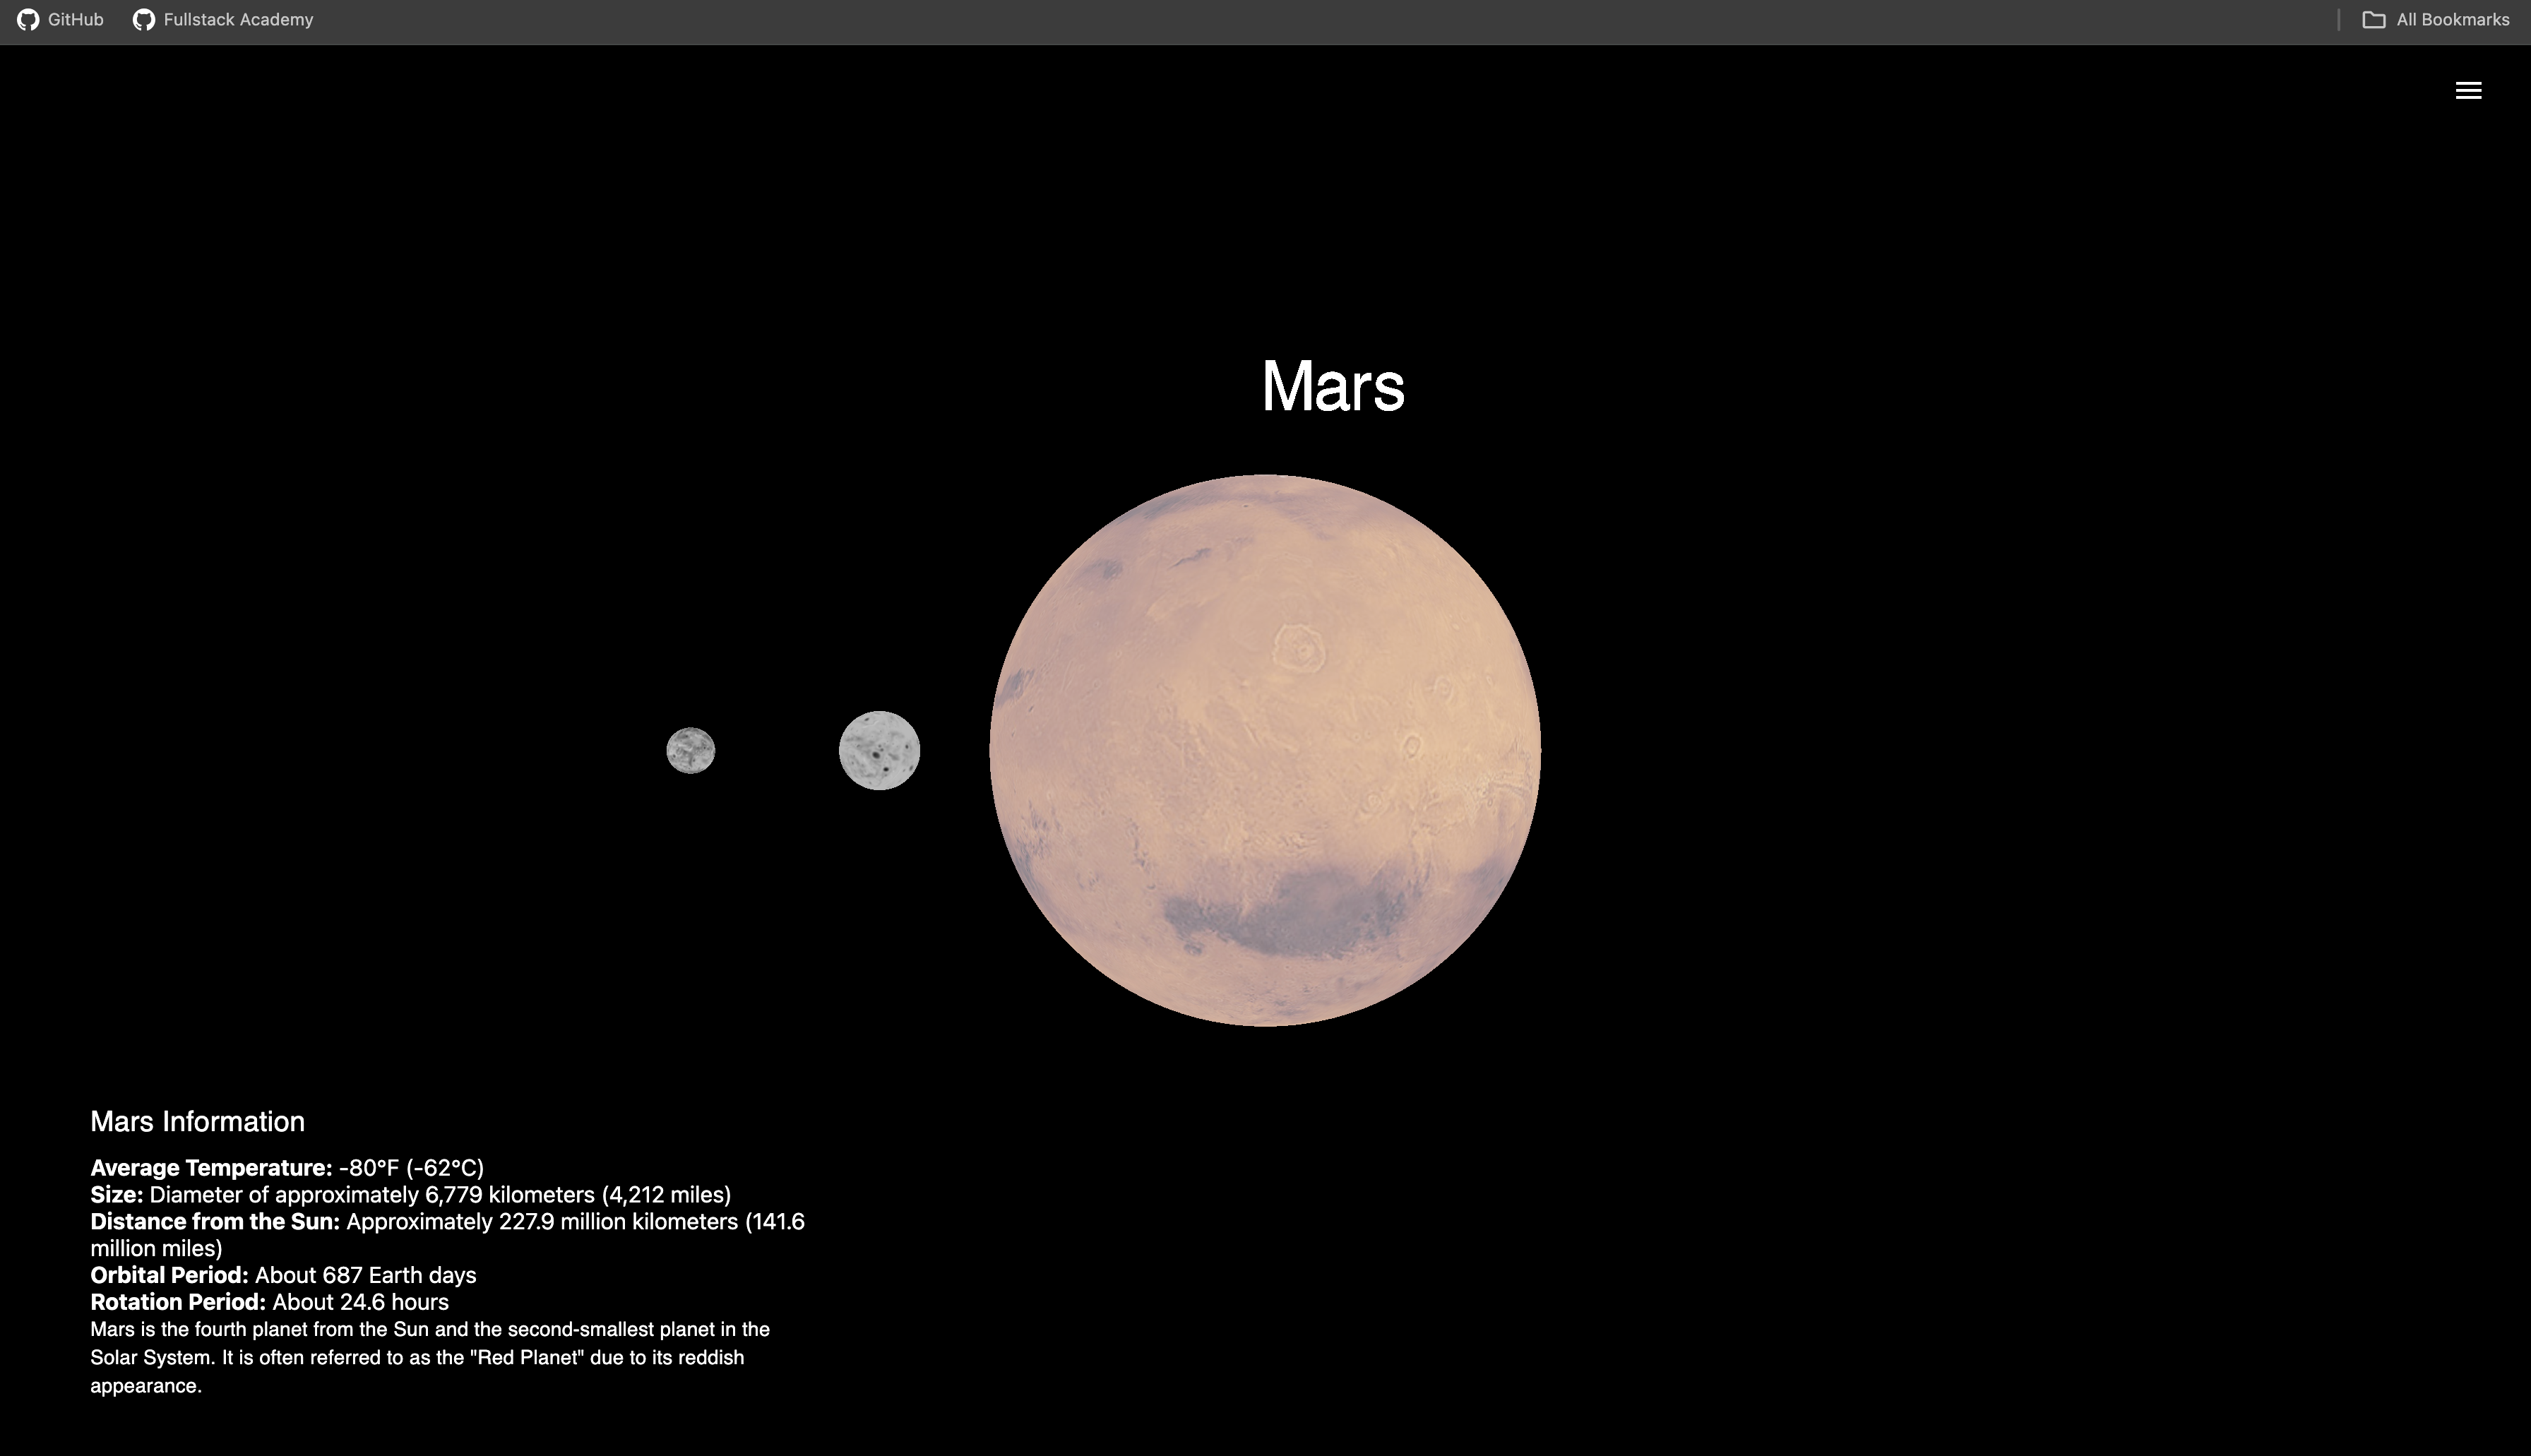 GitHub Fullstack Academy All Bookmarks
Mars
Mars Information
Average Temperature: -80°F (-62°C)
Size: Diameter of approximately 6,779 kilometers (4,212 miles)
Distance from the Sun: Approximately 227.9 million kilometers (141.6
million miles)
Orbital Period: About 687 Earth days
Rotation Period: About 24.6 hours
Mars is the fourth planet from the Sun and the second-smallest planet in the
Solar System. It is often referred to as the "Red Planet" due to its reddish
appearance.